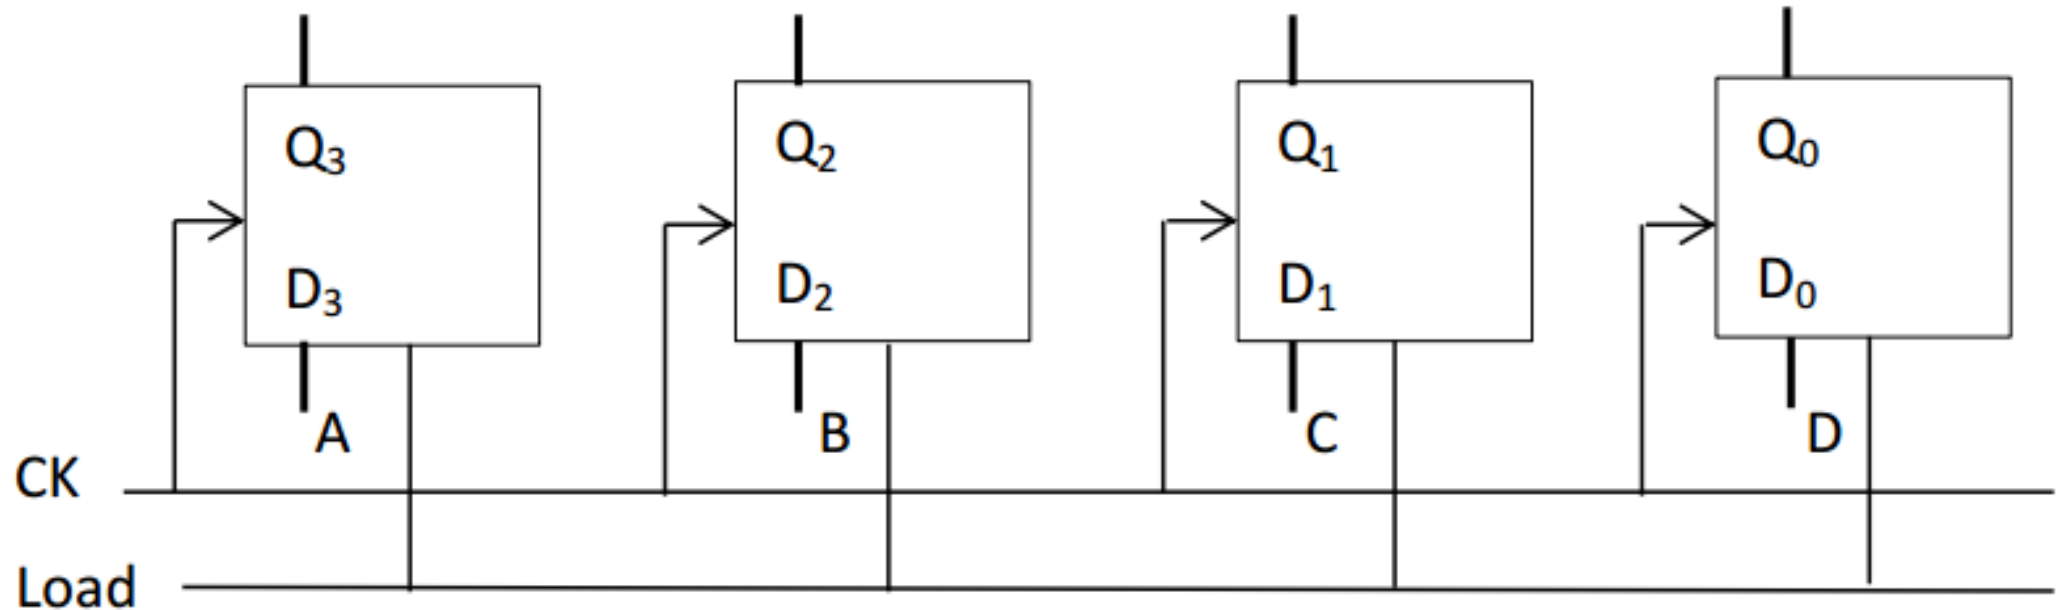 Q₃ Q₂ Q₁ Q₀
D₃ D₂ D₁ D₀
A B C D
CK
Load